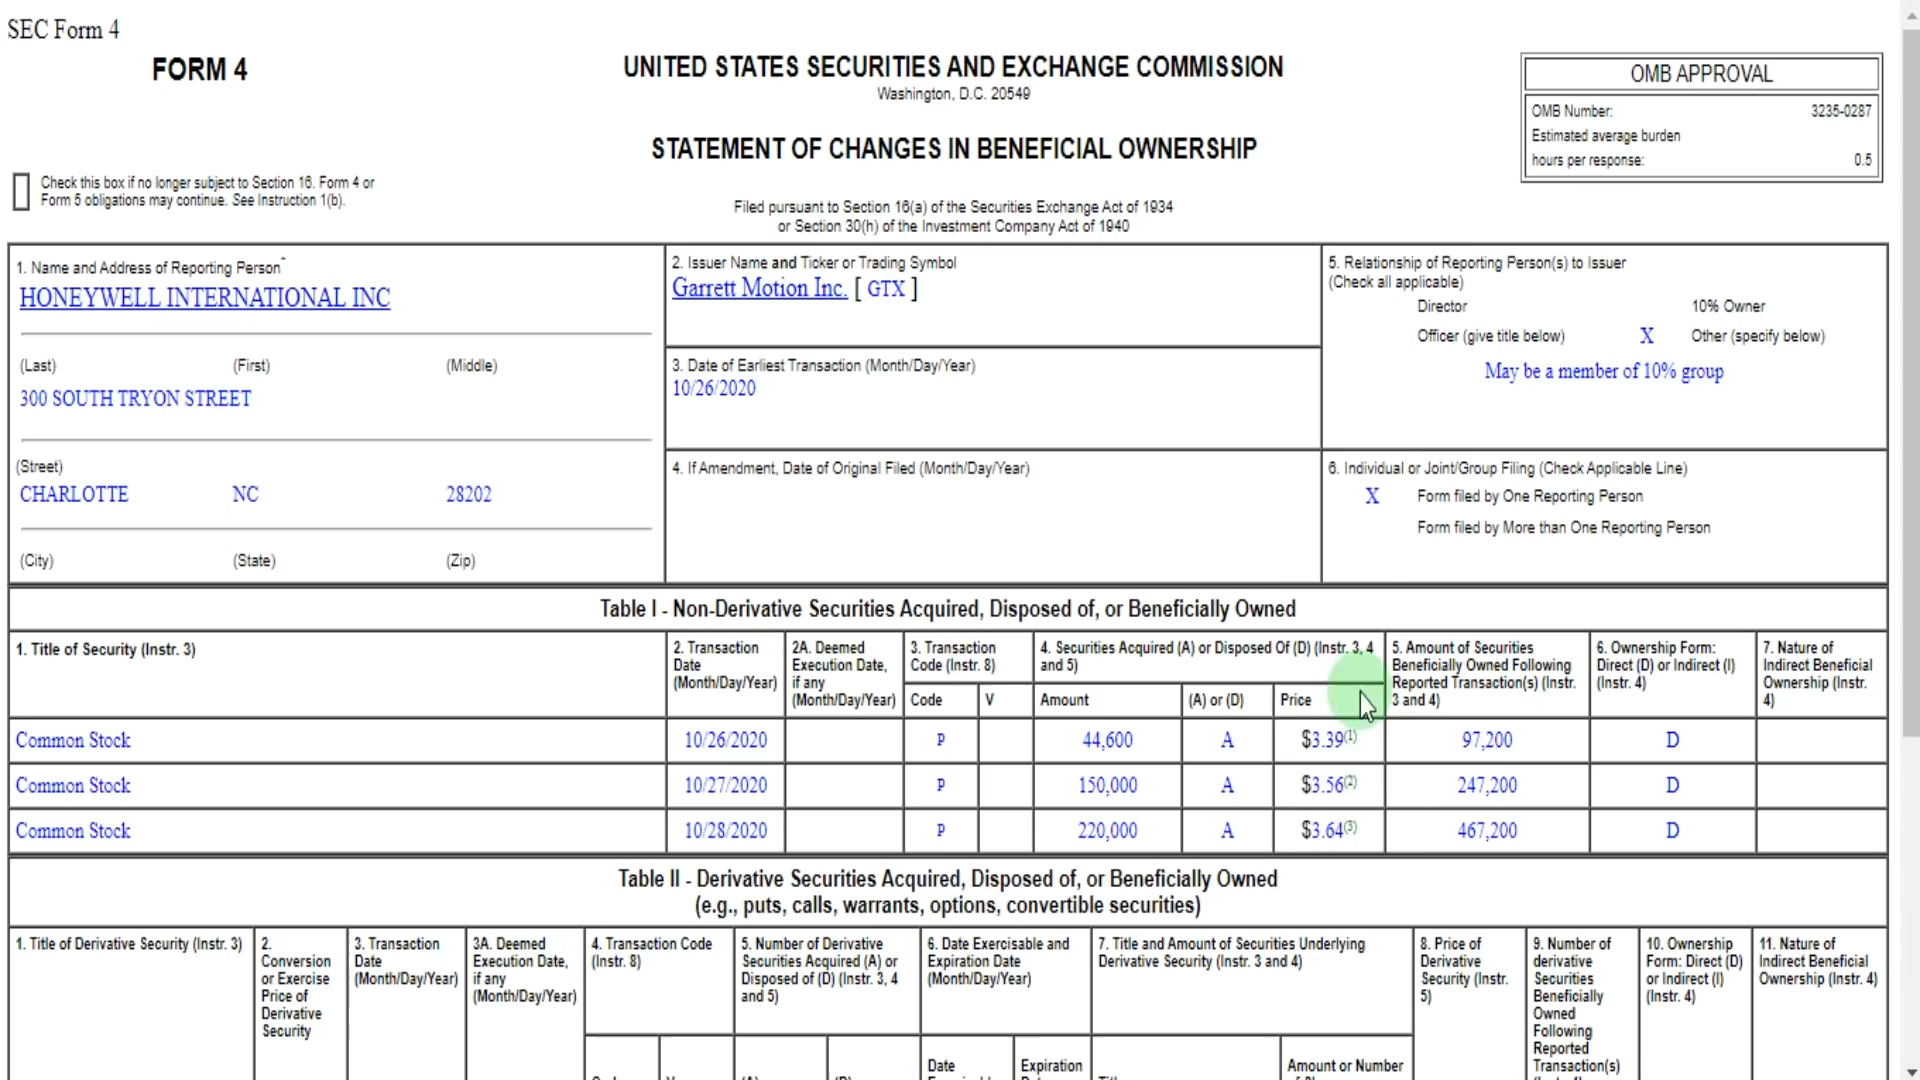 SEC Form 4
FORM 4
UNITED STATES SECURITIES AND EXCHANGE COMMISSION
Washington, D.C. 20549
STATEMENT OF CHANGES IN BENEFICIAL OWNERSHIP
Filed pursuant to Section 16(a) of the Securities Exchange Act of 1934
or Section 30(h) of the Investment Company Act of 1940
OMB APPROVAL
OMB Number: 3235-0287
Estimated average burden
hours per response: 0.5
Check this box if no longer subject to Section 16. Form 4 or
Form 5 obligations may continue. See Instruction 1(b).
1. Name and Address of Reporting Person*
HONEYWELL INTERNATIONAL INC
(Last) (First) (Middle)
300 SOUTH TRYON STREET
(Street)
CHARLOTTE NC 28202
(City) (State) (Zip)
2. Issuer Name and Ticker or Trading Symbol
Garrett Motion Inc. [ GTX ]
3. Date of Earliest Transaction (Month/Day/Year)
10/26/2020
4. If Amendment, Date of Original Filed (Month/Day/Year)
5. Relationship of Reporting Person(s) to Issuer
(Check all applicable)
Director 10% Owner
Officer (give title below) X Other (specify below)
May be a member of 10% group
6. Individual or Joint/Group Filing (Check Applicable Line)
X Form filed by One Reporting Person
Form filed by More than One Reporting Person
Table I - Non-Derivative Securities Acquired, Disposed of, or Beneficially Owned
1. Title of Security (Instr. 3)
2. Transaction
Date
(Month/Day/Year)
2A. Deemed
Execution Date,
if any
(Month/Day/Year)
3. Transaction
Code (Instr. 8)
4. Securities Acquired (A) or Disposed Of (D) (Instr. 3, 4
and 5)
5. Amount of Securities
Beneficially Owned Following
Reported Transaction(s) (Instr.
3 and 4)
6. Ownership Form:
Direct (D) or Indirect (I)
(Instr. 4)
7. Nature of
Indirect Beneficial
Ownership (Instr.
4)
Code V Amount (A) or (D) Price
Common Stock 10/26/2020 P 44,600 A $3.39(1) 97,200 D
Common Stock 10/27/2020 P 150,000 A $3.56(2) 247,200 D
Common Stock 10/28/2020 P 220,000 A $3.64(3) 467,200 D
Table II - Derivative Securities Acquired, Disposed of, or Beneficially Owned
(e.g., puts, calls, warrants, options, convertible securities)
1. Title of Derivative Security (Instr. 3)
2.
Conversion
or Exercise
Price of
Derivative
Security
3. Transaction
Date
(Month/Day/Year)
3A. Deemed
Execution Date,
if any
(Month/Day/Year)
4. Transaction Code
(Instr. 8)
5. Number of Derivative
Securities Acquired (A) or
Disposed of (D) (Instr. 3, 4
and 5)
6. Date Exercisable and
Expiration Date
(Month/Day/Year)
7. Title and Amount of Securities Underlying
Derivative Security (Instr. 3 and 4)
8. Price of
Derivative
Security (Instr.
5)
9. Number of
derivative
Securities
Beneficially
Owned
Following
Reported
Transaction(s)
10. Ownership
Form: Direct (D)
or Indirect (I)
(Instr. 4)
11. Nature of
Indirect Beneficial
Ownership (Instr. 4)
Date
Expiration
Amount or Number